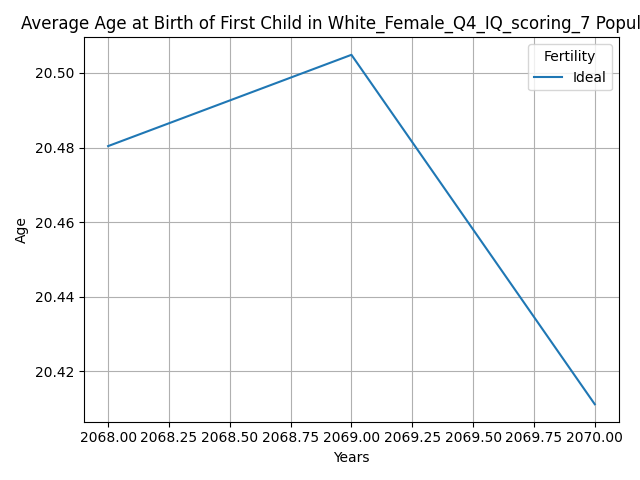 Average Age at Birth of First Child in White_Female_Q4_IQ_scoring_7 Popul
Fertility
Ideal
20.50
20.48
20.46
20.44
20.42
Age
2068.00 2068.25 2068.50 2068.75 2069.00 2069.25 2069.50 2069.75 2070.00
Years